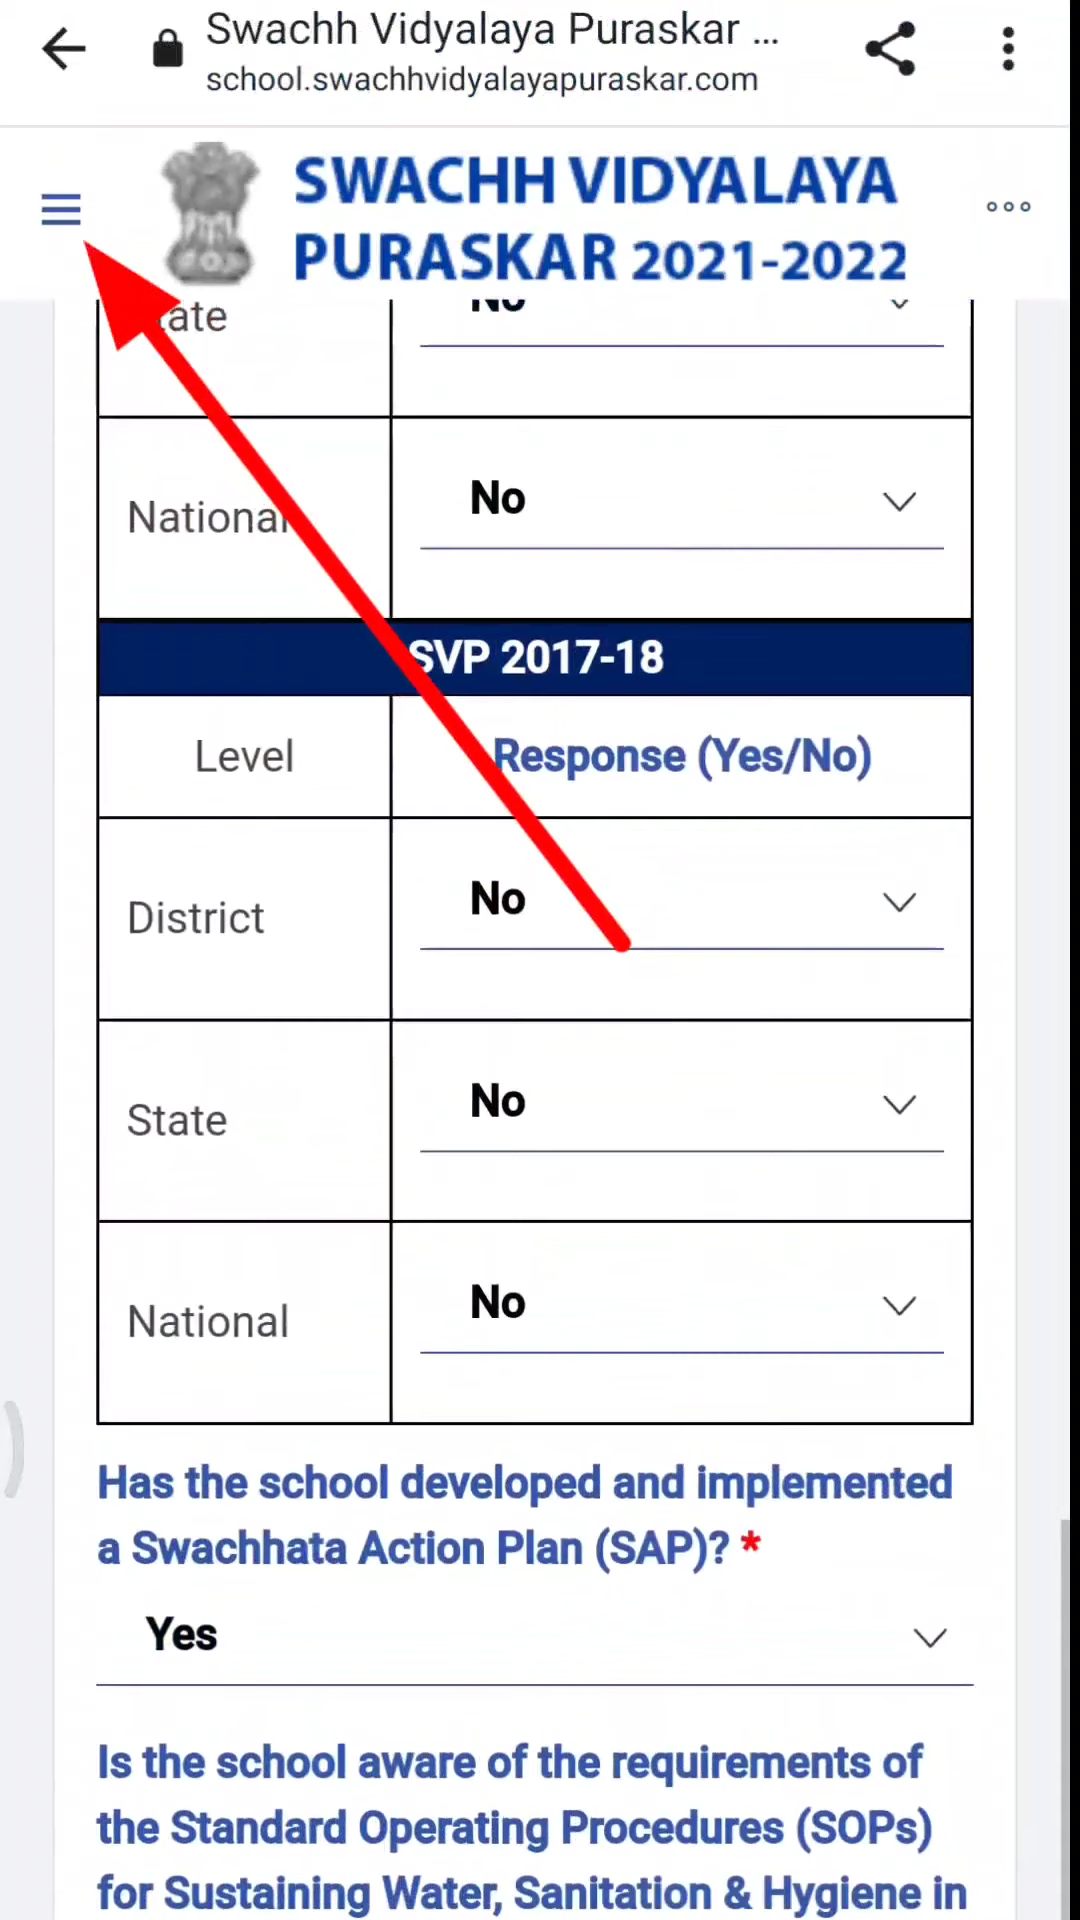 Swachh Vidyalaya Puraskar ...
school.swachhvidyalayapuraskar.com
SWACHH VIDYALAYA
PURASKAR 2021-2022
ate No
National No
SVP 2017-18
Level Response (Yes/No)
District No
State No
National No
Has the school developed and implemented
a Swachhata Action Plan (SAP)? *
Yes
Is the school aware of the requirements of
the Standard Operating Procedures (SOPs)
for Sustaining Water, Sanitation & Hygiene in